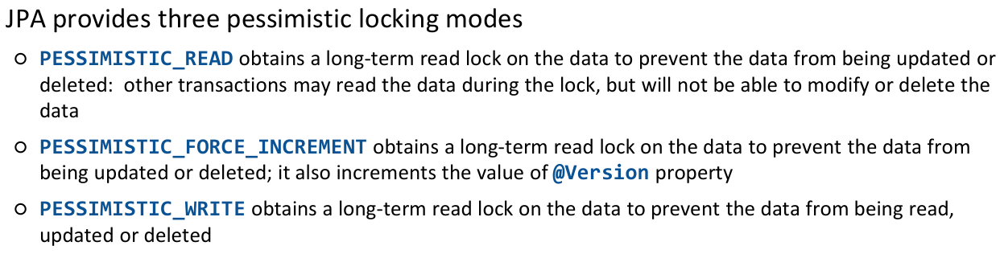 JPA provides three pessimistic locking modes
○ PESSIMISTIC_READ obtains a long-term read lock on the data to prevent the data from being updated or
deleted:  other transactions may read the data during the lock, but will not be able to modify or delete the
data
○ PESSIMISTIC_FORCE_INCREMENT obtains a long-term read lock on the data to prevent the data from
being updated or deleted; it also increments the value of @Version property
○ PESSIMISTIC_WRITE obtains a long-term read lock on the data to prevent the data from being read,
updated or deleted